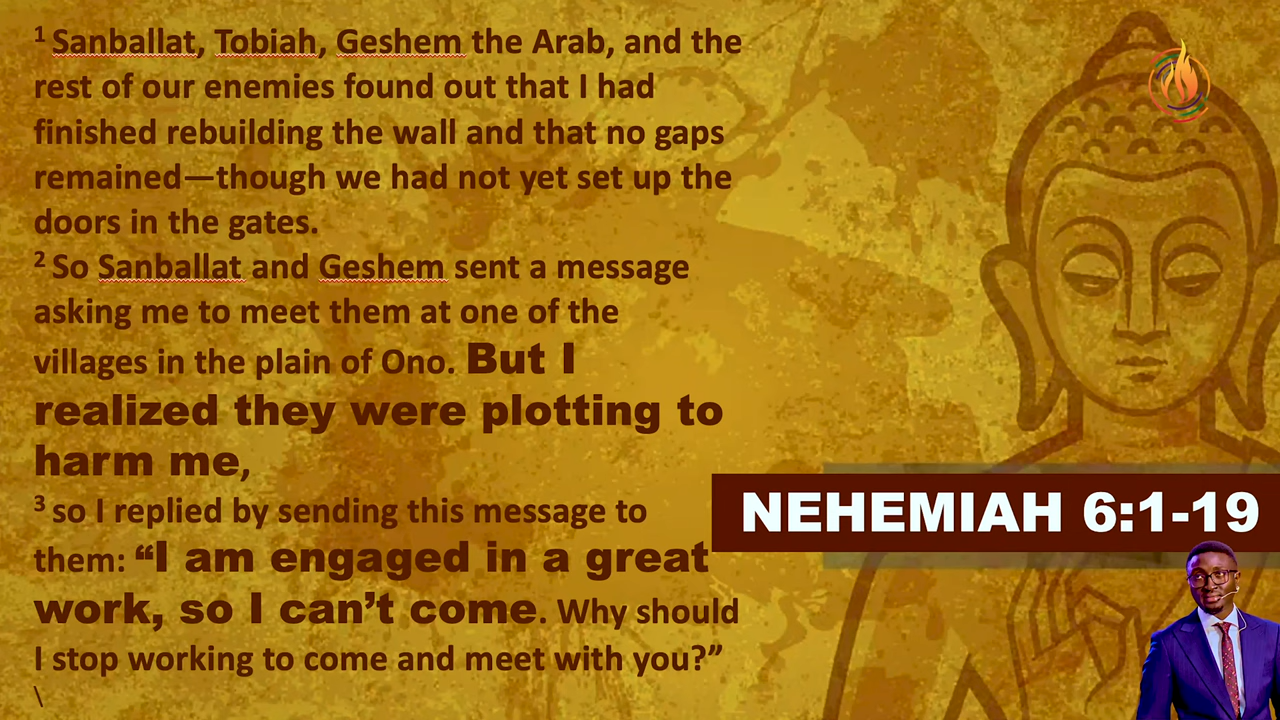 1 Sanballat, Tobiah, Geshem the Arab, and the
rest of our enemies found out that I had
finished rebuilding the wall and that no gaps
remained—though we had not yet set up the
doors in the gates.
2 So Sanballat and Geshem sent a message
asking me to meet them at one of the
villages in the plain of Ono. But I
realized they were plotting to
harm me,
3 so I replied by sending this message to
them: “I am engaged in a great
work, so I can’t come. Why should
I stop working to come and meet with you?”
\
NEHEMIAH 6:1-19